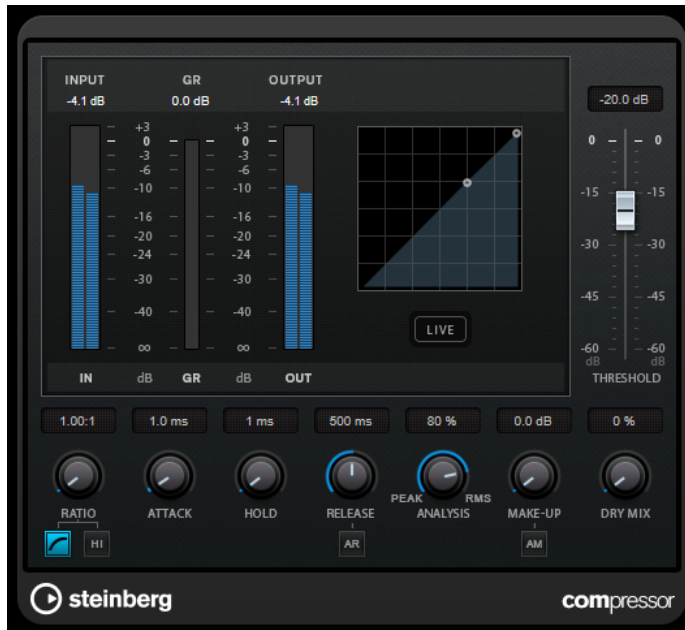 INPUT GR OUTPUT
-4.1 dB 0.0 dB -4.1 dB
-20.0 dB
+3 +3
0 0 0 0
-3 -3
-6 -6
-10 -10
-15 -15
-16 -16
-20 -20
-24 -24
-30 -30
-30 -30
-40 -40
-45 -45
∞ ∞
-60 -60
dB dB
LIVE
IN dB GR dB OUT
THRESHOLD
1.00:1 1.0 ms 1 ms 500 ms 80 % 0.0 dB 0 %
PEAK RMS
RATIO ATTACK HOLD RELEASE ANALYSIS MAKE-UP DRY MIX
HI AR AM
steinberg compressor